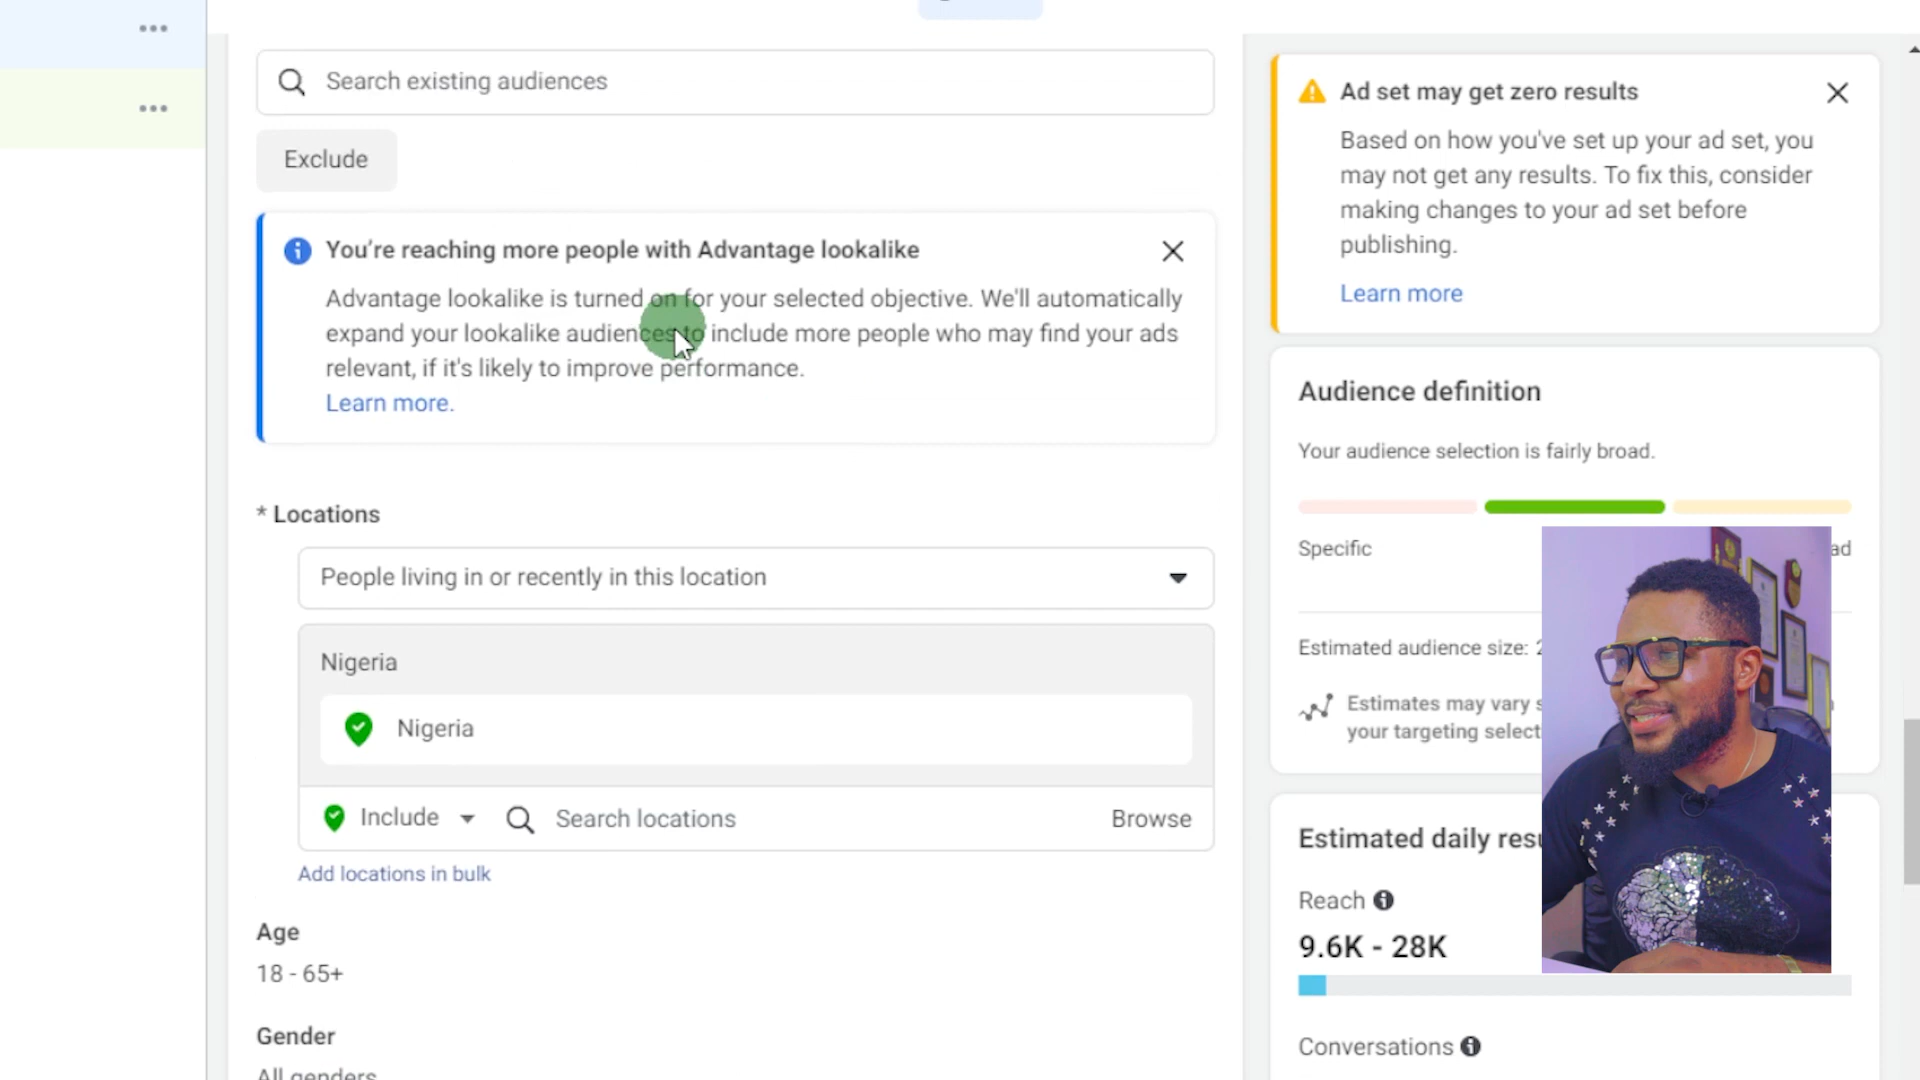 Search existing audiences
Exclude
You're reaching more people with Advantage lookalike
Advantage lookalike is turned on for your selected objective. We'll automatically
expand your lookalike audiences to include more people who may find your ads
relevant, if it's likely to improve performance.
Learn more.
* Locations
People living in or recently in this location
Nigeria
Nigeria
Include
Search locations
Browse
Add locations in bulk
Age
18 - 65+
Gender
All genders
Ad set may get zero results
Based on how you've set up your ad set, you
may not get any results. To fix this, consider
making changes to your ad set before
publishing.
Learn more
Audience definition
Your audience selection is fairly broad.
Specific
Estimated audience size:
Estimates may vary
your targeting select
Estimated daily resu
Reach
9.6K - 28K
Conversations